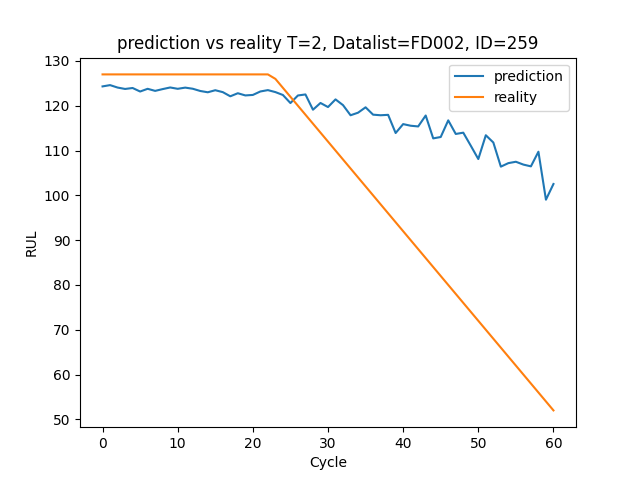 prediction vs reality T=2, Datalist=FD002, ID=259
130
120
110
100
90
80
70
60
50
RUL
prediction
reality
0 10 20 30 40 50 60
Cycle